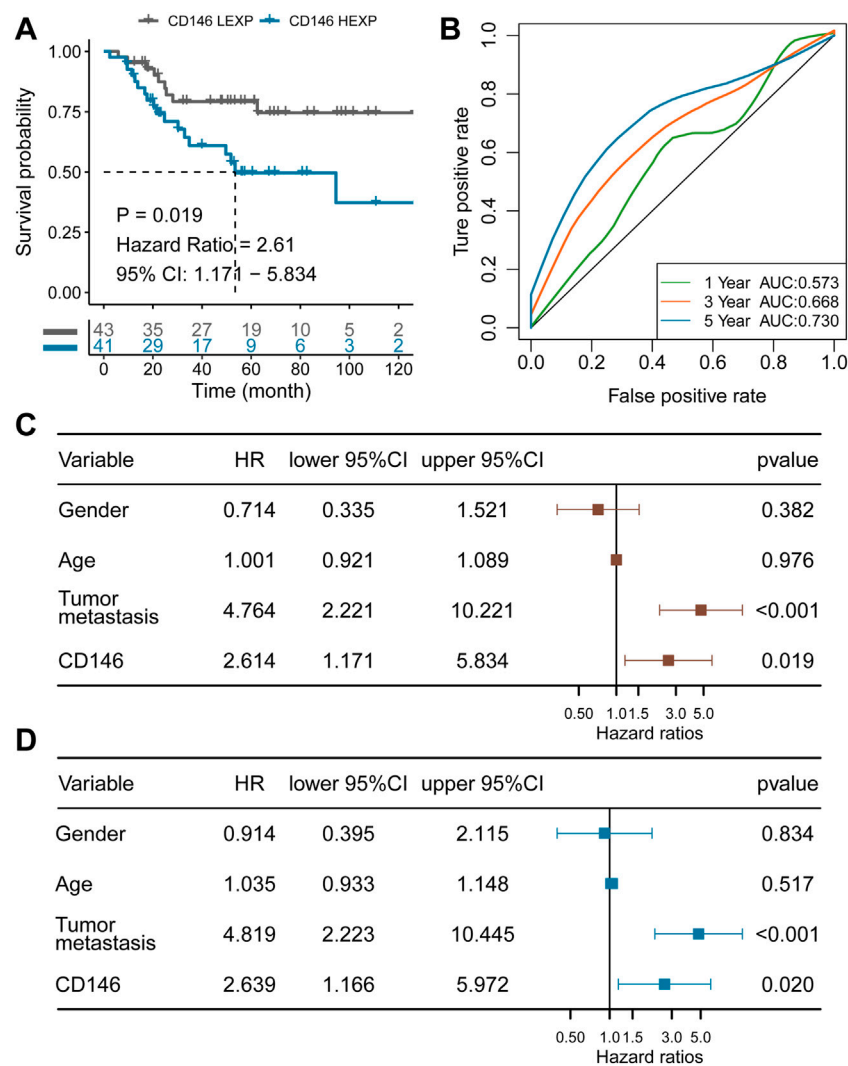 A
CD146 LEXP CD146 HEXP
Survival probability
1.00
0.75
0.50
0.25
0.00
P = 0.019
Hazard Ratio = 2.61
95% CI: 1.171 – 5.834
43 35 27 19 10 5 2
41 29 17 9 6 3 2
0 20 40 60 80 100 120
Time (month)
B
Ture positive rate
1.0
0.8
0.6
0.4
0.2
0.0
1 Year AUC:0.573
3 Year AUC:0.668
5 Year AUC:0.730
0.0 0.2 0.4 0.6 0.8 1.0
False positive rate
C
Variable HR lower 95%CI upper 95%CI pvalue
Gender 0.714 0.335 1.521 0.382
Age 1.001 0.921 1.089 0.976
Tumor
metastasis 4.764 2.221 10.221 <0.001
CD146 2.614 1.171 5.834 0.019
0.50 1.0 1.5 3.0 5.0
Hazard ratios
D
Variable HR lower 95%CI upper 95%CI pvalue
Gender 0.914 0.395 2.115 0.834
Age 1.035 0.933 1.148 0.517
Tumor
metastasis 4.819 2.223 10.445 <0.001
CD146 2.639 1.166 5.972 0.020
0.50 1.0 1.5 3.0 5.0
Hazard ratios